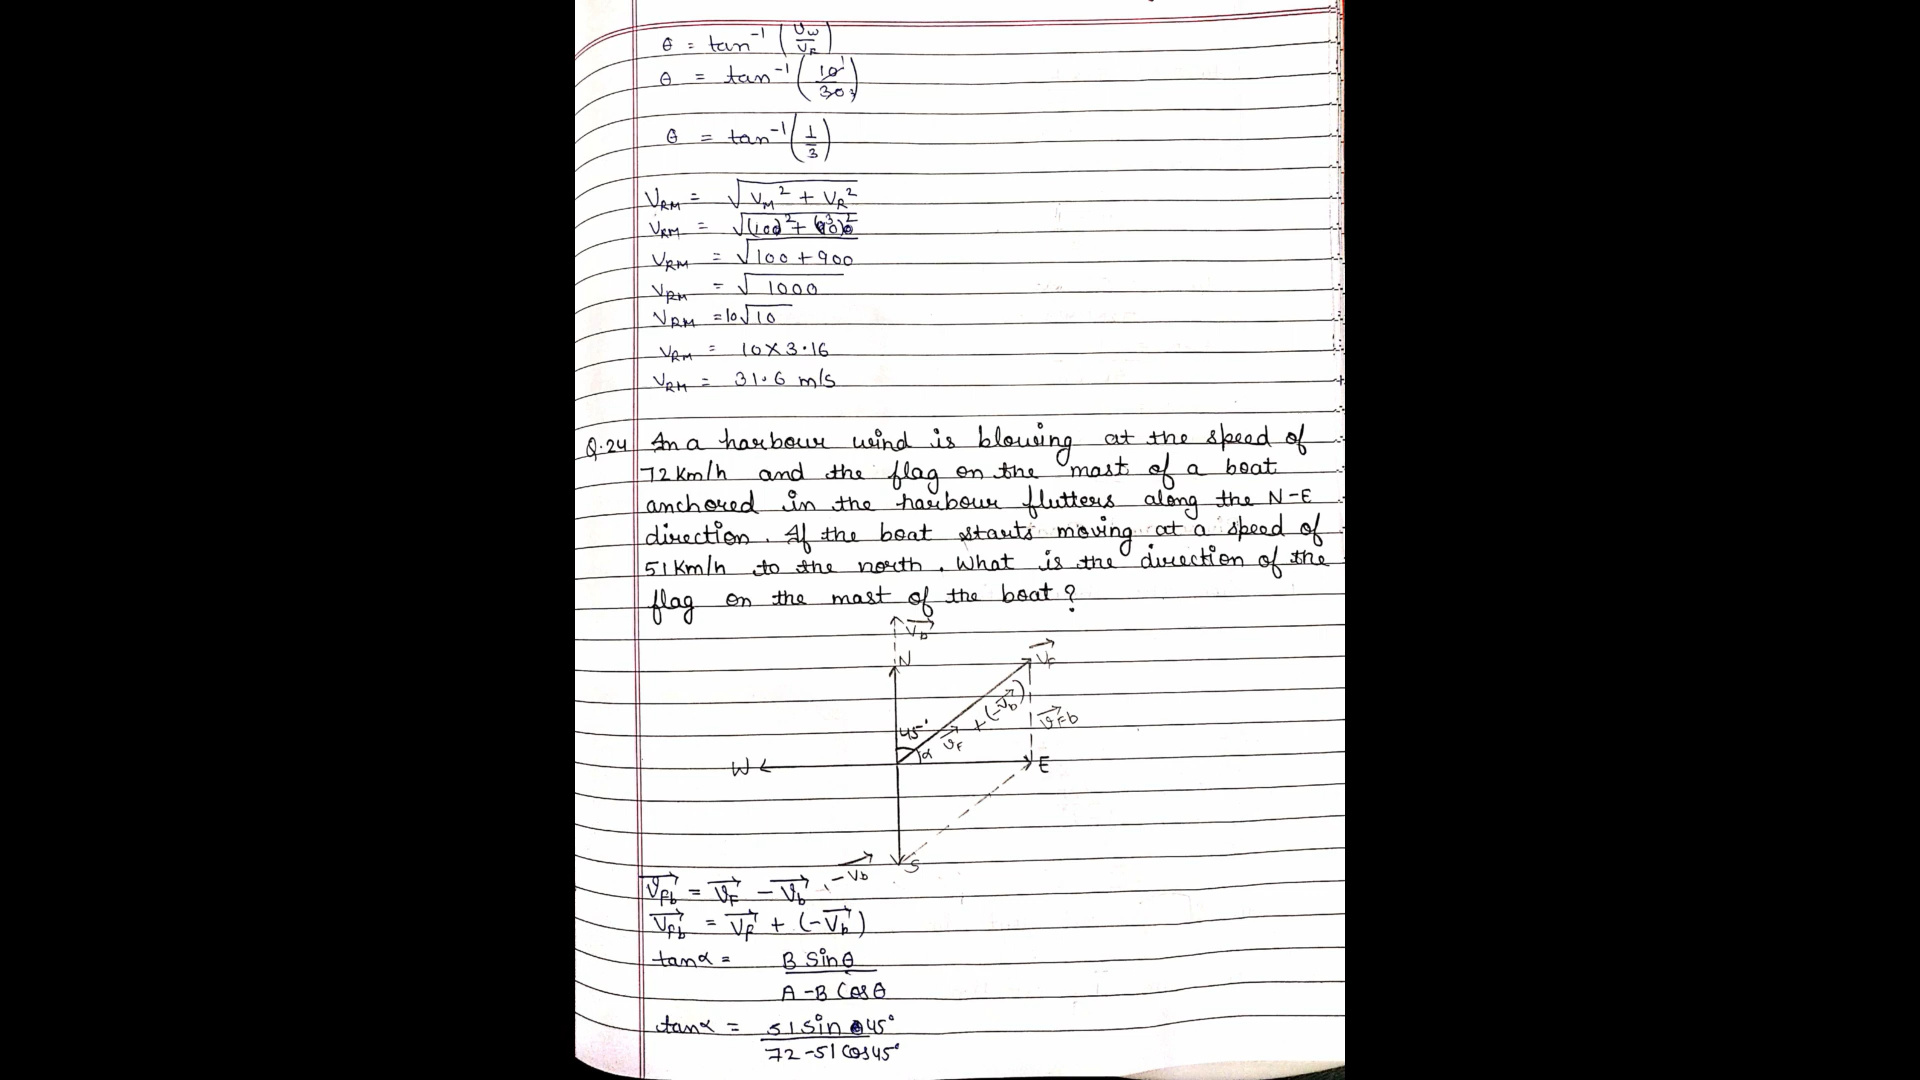 θ = tan⁻¹ (Vw/VR)
θ = tan⁻¹ (10/30)
θ = tan⁻¹ (1/3)
VRM = √(VM² + VR²)
VRM = √((10)² + (30)²)
VRM = √(100 + 900)
VRM = √1000
VRM = 10√10
VRM = 10 × 3.16
VRM = 31.6 m/s
Q.24 In a harbour wind is blowing at the speed of
72 Km/h and the flag on the mast of a boat
anchored in the harbour flutters along the N-E
direction. If the boat starts moving at a speed of
51 Km/h to the north. What is the direction of the
flag on the mast of the boat?
Vb
N
VF
45°
VF + (-Vb)
VFb
α
W
E
S
-Vb
VFb = VF - Vb
VFb = VF + (-Vb)
tanα = B Sinθ / A - B Cosθ
tanα = 51 Sin 45° / 72 - 51 Cos 45°